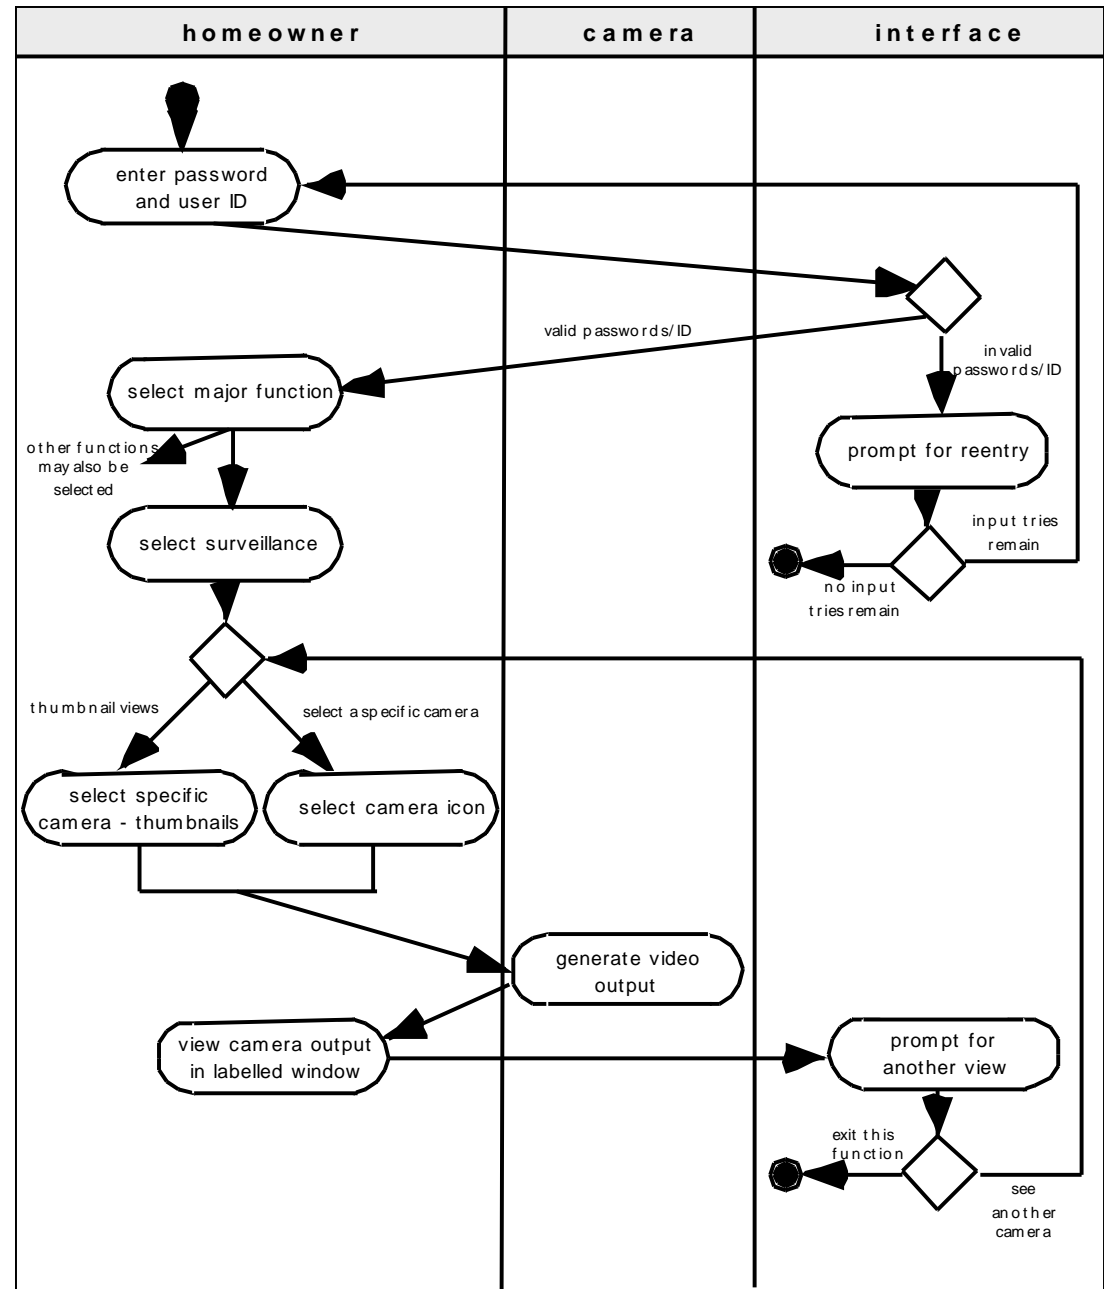 homeowner
camera
interface
enter password
and user ID
valid passwords/ID
invalid
passwords/ID
select major function
other functions
may also be
selected
prompt for reentry
input tries
remain
select surveillance
no input
tries remain
thumbnail views
select a specific camera
select specific
camera - thumbnails
select camera icon
generate video
output
view camera output
in labelled window
prompt for
another view
exit this
function
see
another
camera